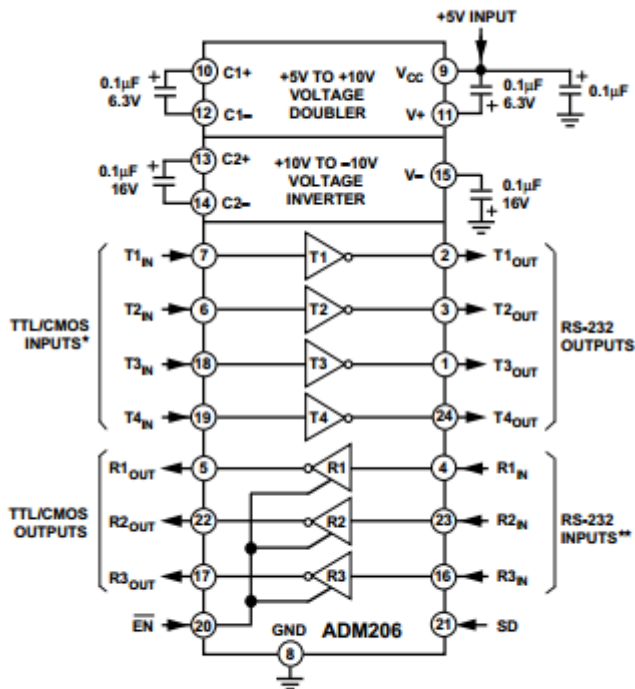 +5V INPUT
0.1µF
6.3V
+
10
C1+
12
C1–
+5V TO +10V
VOLTAGE
DOUBLER
VCC
9
V+
11
+
0.1µF
6.3V
+
0.1µF
0.1µF
16V
+
13
C2+
14
C2–
+10V TO –10V
VOLTAGE
INVERTER
V–
15
0.1µF
16V
+
TTL/CMOS
INPUTS*
T1IN
7
T1
2
T1OUT
T2IN
6
T2
3
T2OUT
T3IN
18
T3
1
T3OUT
T4IN
19
T4
24
T4OUT
RS-232
OUTPUTS
TTL/CMOS
OUTPUTS
R1OUT
5
R1
4
R1IN
R2OUT
22
R2
23
R2IN
R3OUT
17
R3
16
R3IN
RS-232
INPUTS**
EN
20
GND
8
ADM206
21
SD